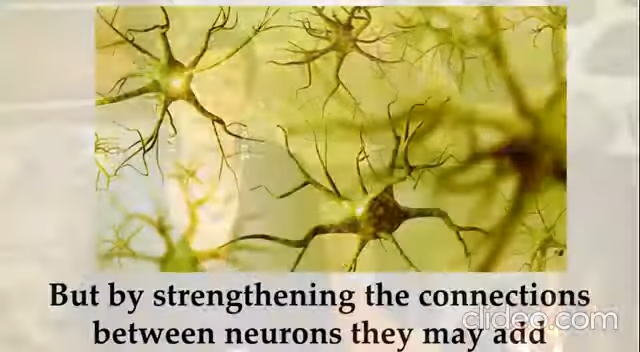 But by strengthening the connections
between neurons they may add
clideo.com